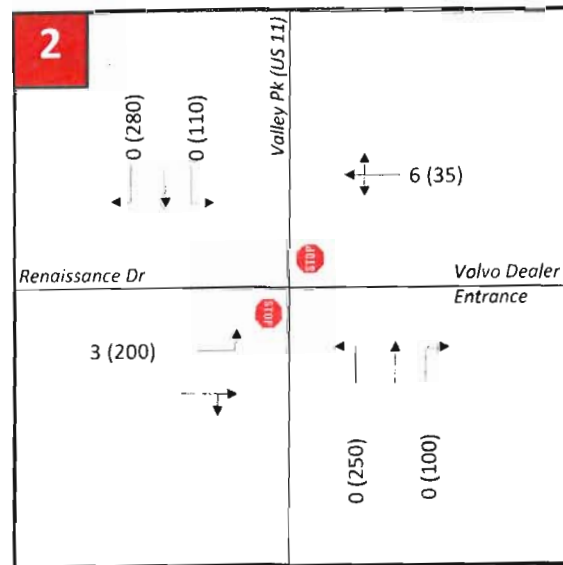 2
0 (280)
0 (110)
Valley Pk (US 11)
6 (35)
STOP
Renaissance Dr
Volvo Dealer
Entrance
STOP
3 (200)
0 (250)
0 (100)